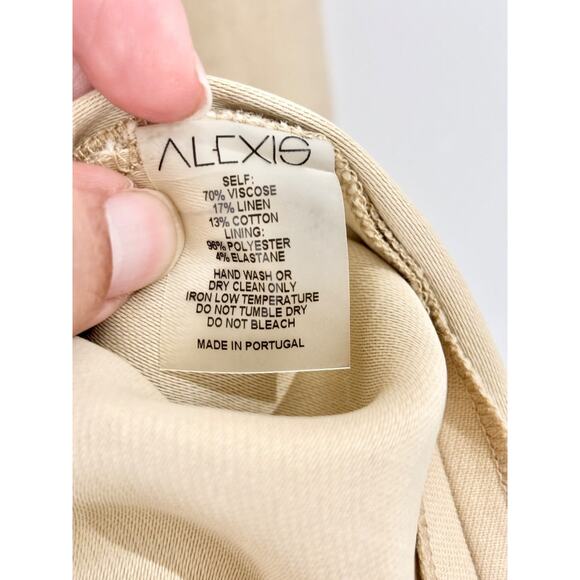 ALEXIS
SELF:
70% VISCOSE
17% LINEN
13% COTTON
LINING:
96% POLYESTER
4% ELASTANE
HAND WASH OR
DRY CLEAN ONLY
IRON LOW TEMPERATURE
DO NOT TUMBLE DRY
DO NOT BLEACH
MADE IN PORTUGAL